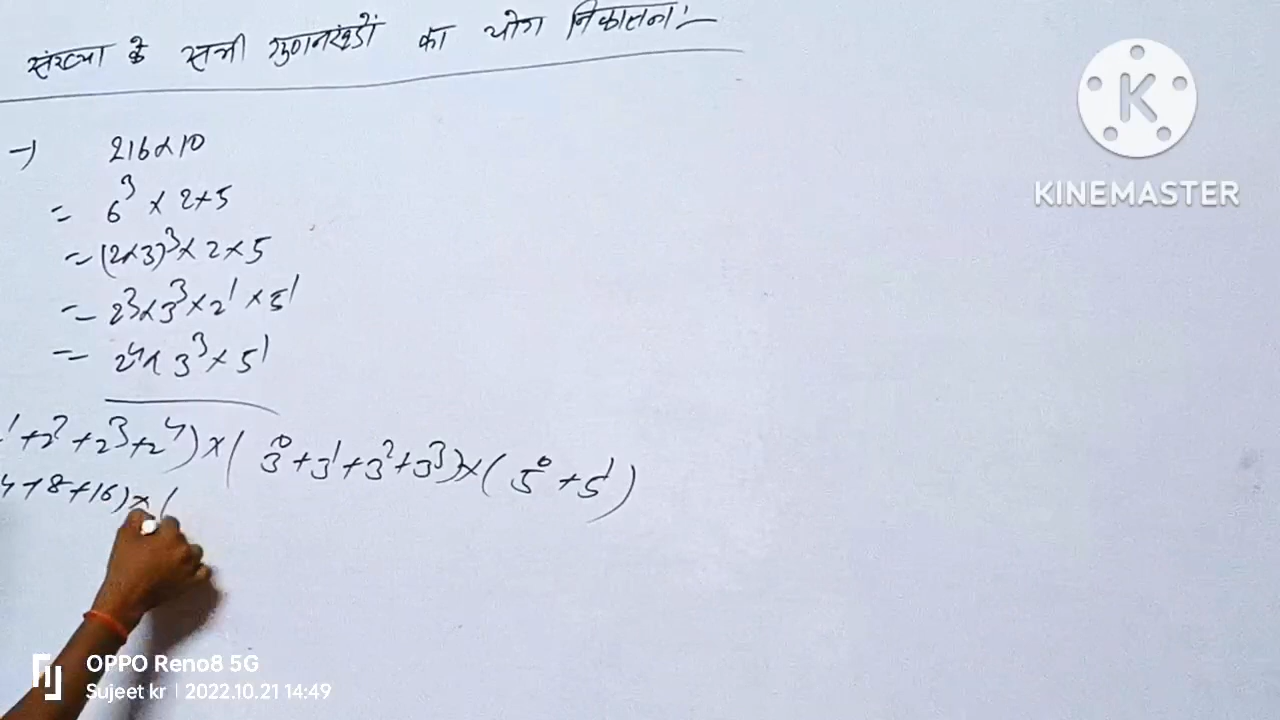 संख्या के सभी गुणनखंडों का योग निकालना:-
→ 216×10
= 6³ × 2×5
= (2×3)³ × 2 × 5
= 2³×3³ × 2¹ × 5¹
= 2⁴× 3³ × 5¹
¹ +2² +2³+2⁴) × ( 3⁰ +3¹ +3² +3³) × ( 5⁰ + 5¹ )
4 +8 +16) × (
K
KINEMASTER
OPPO Reno8 5G
Sujeet kr | 2022.10.21 14:49